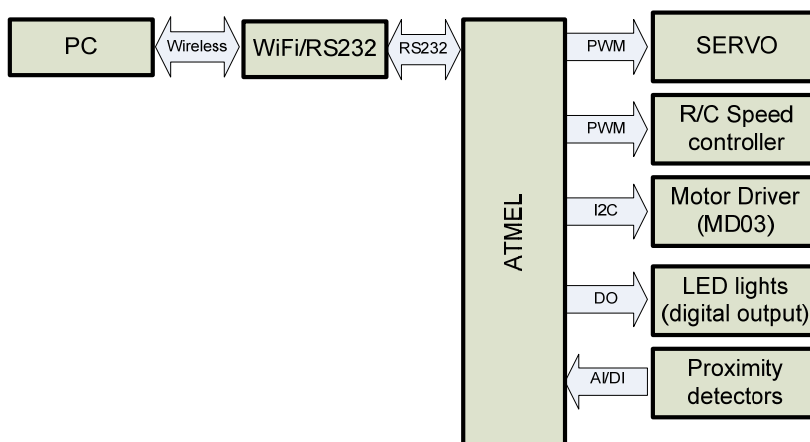 PC
Wireless
WiFi/RS232
RS232
ATMEL
PWM
SERVO
PWM
R/C Speed
controller
I2C
Motor Driver
(MD03)
DO
LED lights
(digital output)
AI/DI
Proximity
detectors